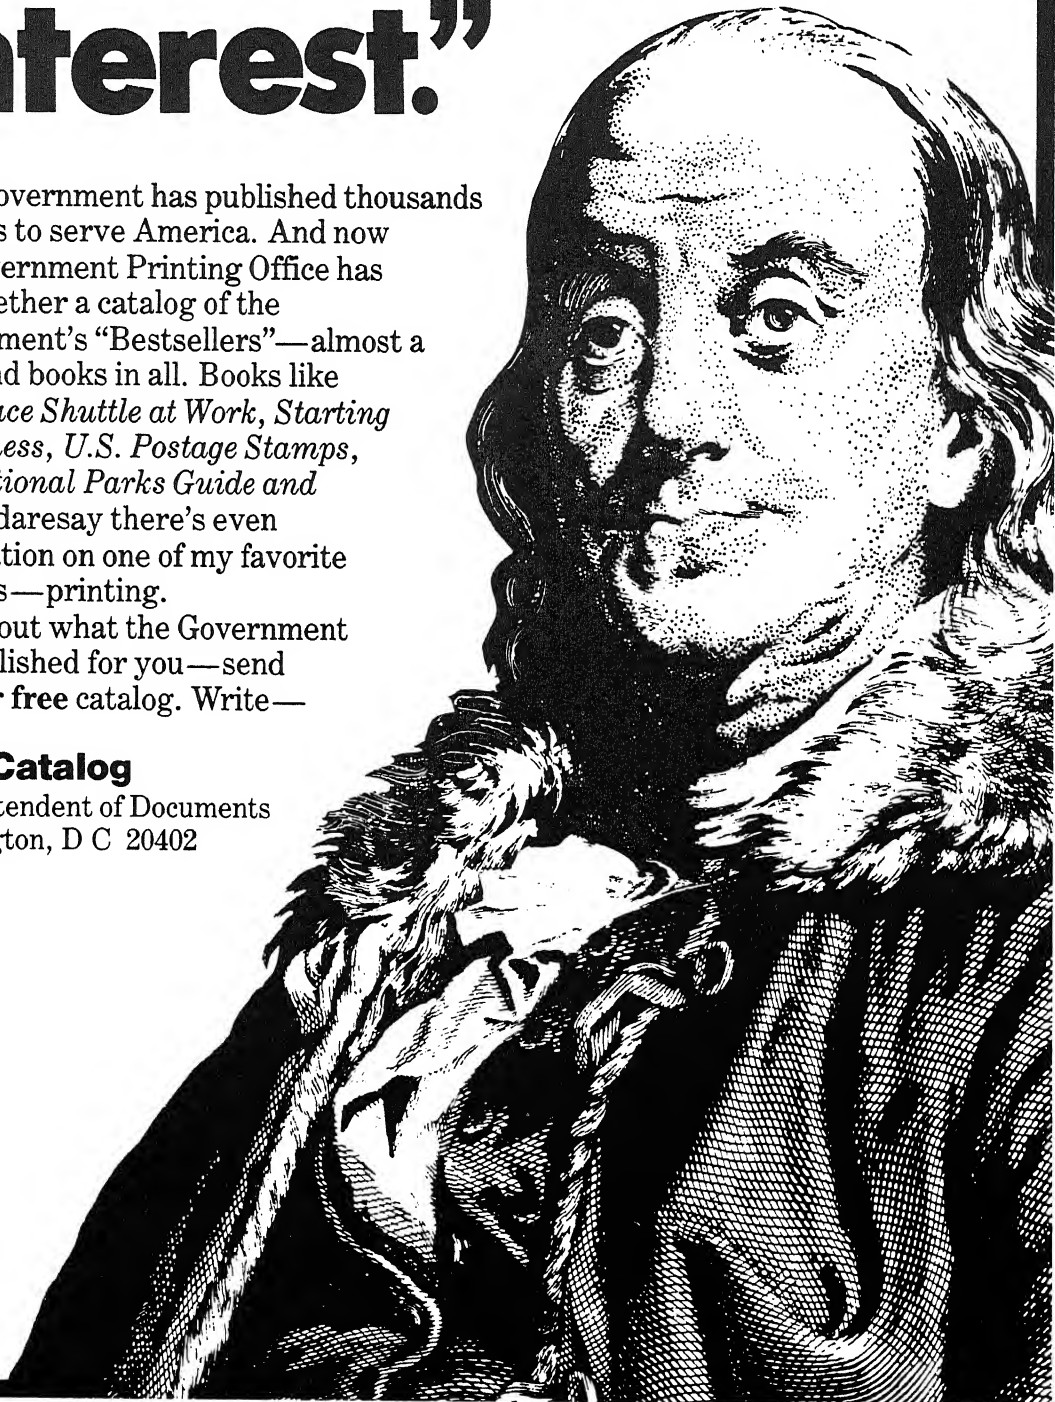 nterest.”
overnment has published thousands
s to serve America. And now
ernment Printing Office has
ether a catalog of the
ment’s “Bestsellers”—almost a
d books in all. Books like
ce Shuttle at Work, Starting
ess, U.S. Postage Stamps,
tional Parks Guide and
daresay there’s even
tion on one of my favorite
s—printing.
out what the Government
lished for you—send
r free catalog. Write—
Catalog
tendent of Documents
gton, D C 20402